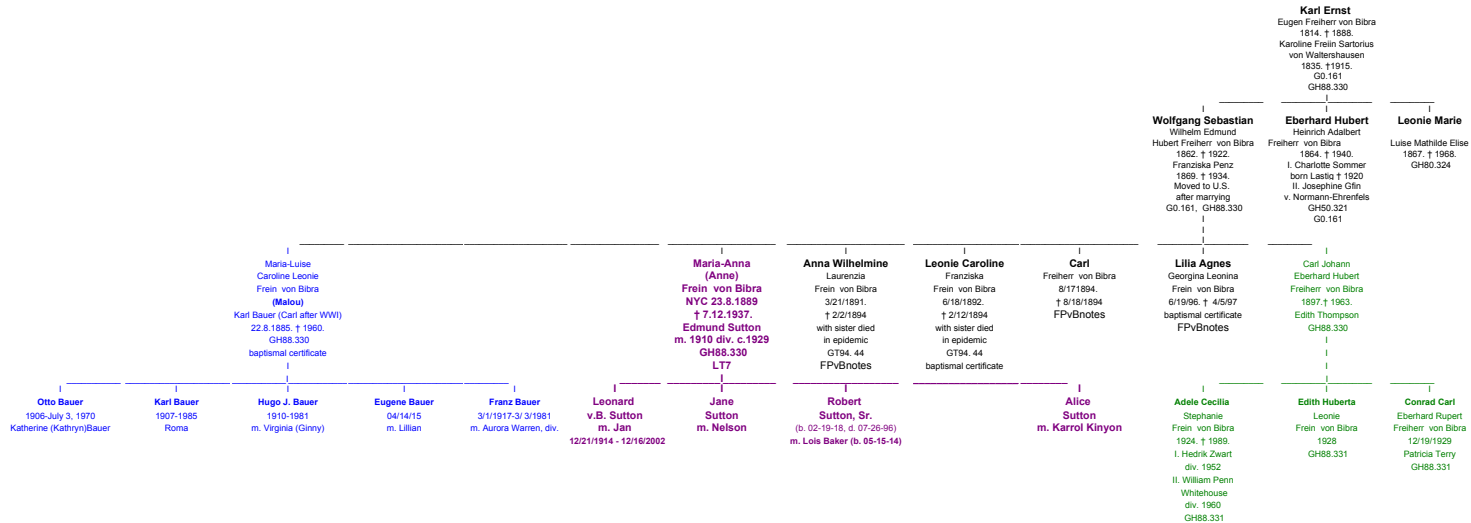 Karl Ernst
Eugen Freiherr von Bibra
1814. † 1888.
Karoline Freiin Sartorius
von Waltershausen
1835. †1915.
G0.161
GH88.330
Wolfgang Sebastian
Wilhelm Edmund
Hubert Freiherr von Bibra
1862. † 1922.
Franziska Penz
1869. † 1934.
Moved to U.S.
after marrying
G0.161, GH88.330
Eberhard Hubert
Heinrich Adalbert
Freiherr von Bibra
1864. † 1940.
I. Charlotte Sommer
born Lastig † 1920
II. Josephine Gfin
v. Normann-Ehrenfels
GH50.321
G0.161
Leonie Marie
Luise Mathilde Elise
1867. † 1968.
GH80.324
Maria-Luise
Caroline Leonie
Frein von Bibra
(Malou)
Karl Bauer (Carl after WWI)
22.8.1885. † 1960.
GH88.330
baptismal certificate
Maria-Anna
(Anne)
Frein von Bibra
NYC 23.8.1889
† 7.12.1937.
Edmund Sutton
m. 1910 div. c.1929
GH88.330
LT7
Anna Wilhelmine
Laurenzia
Frein von Bibra
3/21/1891.
† 2/2/1894
with sister died
in epidemic
GT94. 44
FPvBnotes
Leonie Caroline
Franziska
Frein von Bibra
6/18/1892.
† 2/12/1894
with sister died
in epidemic
GT94. 44
baptismal certificate
Carl
Freiherr von Bibra
8/171894.
† 8/18/1894
FPvBnotes
Lilia Agnes
Georgina Leonina
Frein von Bibra
6/19/96. † 4/5/97
baptismal certificate
FPvBnotes
Carl Johann
Eberhard Hubert
Freiherr von Bibra
1897.† 1963.
Edith Thompson
GH88.330
Otto Bauer
1906-July 3, 1970
Katherine (Kathryn)Bauer
Karl Bauer
1907-1985
Roma
Hugo J. Bauer
1910-1981
m. Virginia (Ginny)
Eugene Bauer
04/14/15
m. Lillian
Franz Bauer
3/1/1917-3/ 3/1981
m. Aurora Warren, div.
Leonard
v.B. Sutton
m. Jan
12/21/1914 - 12/16/2002
Jane
Sutton
m. Nelson
Robert
Sutton, Sr.
(b. 02-19-18, d. 07-26-96)
m. Lois Baker (b. 05-15-14)
Alice
Sutton
m. Karrol Kinyon
Adele Cecilia
Stephanie
Frein von Bibra
1924. † 1989.
I. Hedrik Zwart
div. 1952
II. William Penn
Whitehouse
div. 1960
GH88.331
Edith Huberta
Leonie
Frein von Bibra
1928
GH88.331
Conrad Carl
Eberhard Rupert
Freiherr von Bibra
12/19/1929
Patricia Terry
GH88.331